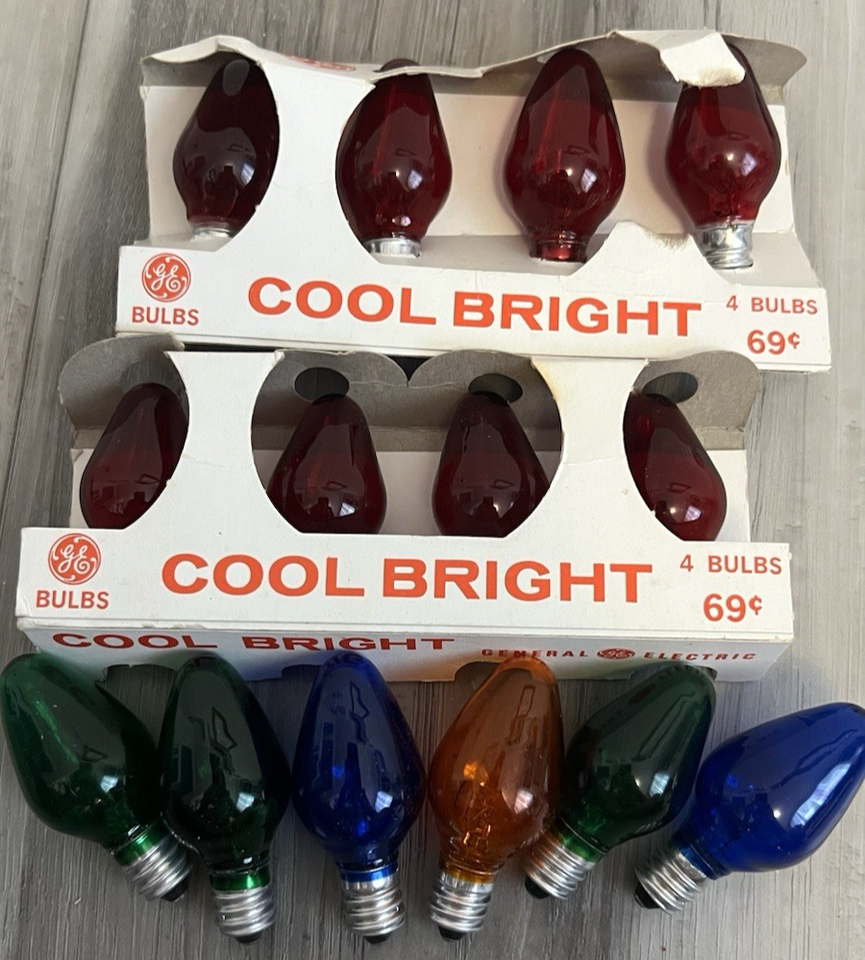 GE
BULBS
COOL BRIGHT
4 BULBS
69¢
GE
BULBS
COOL BRIGHT
4 BULBS
69¢
COOL BRIGHT
GENERAL GE ELECTRIC